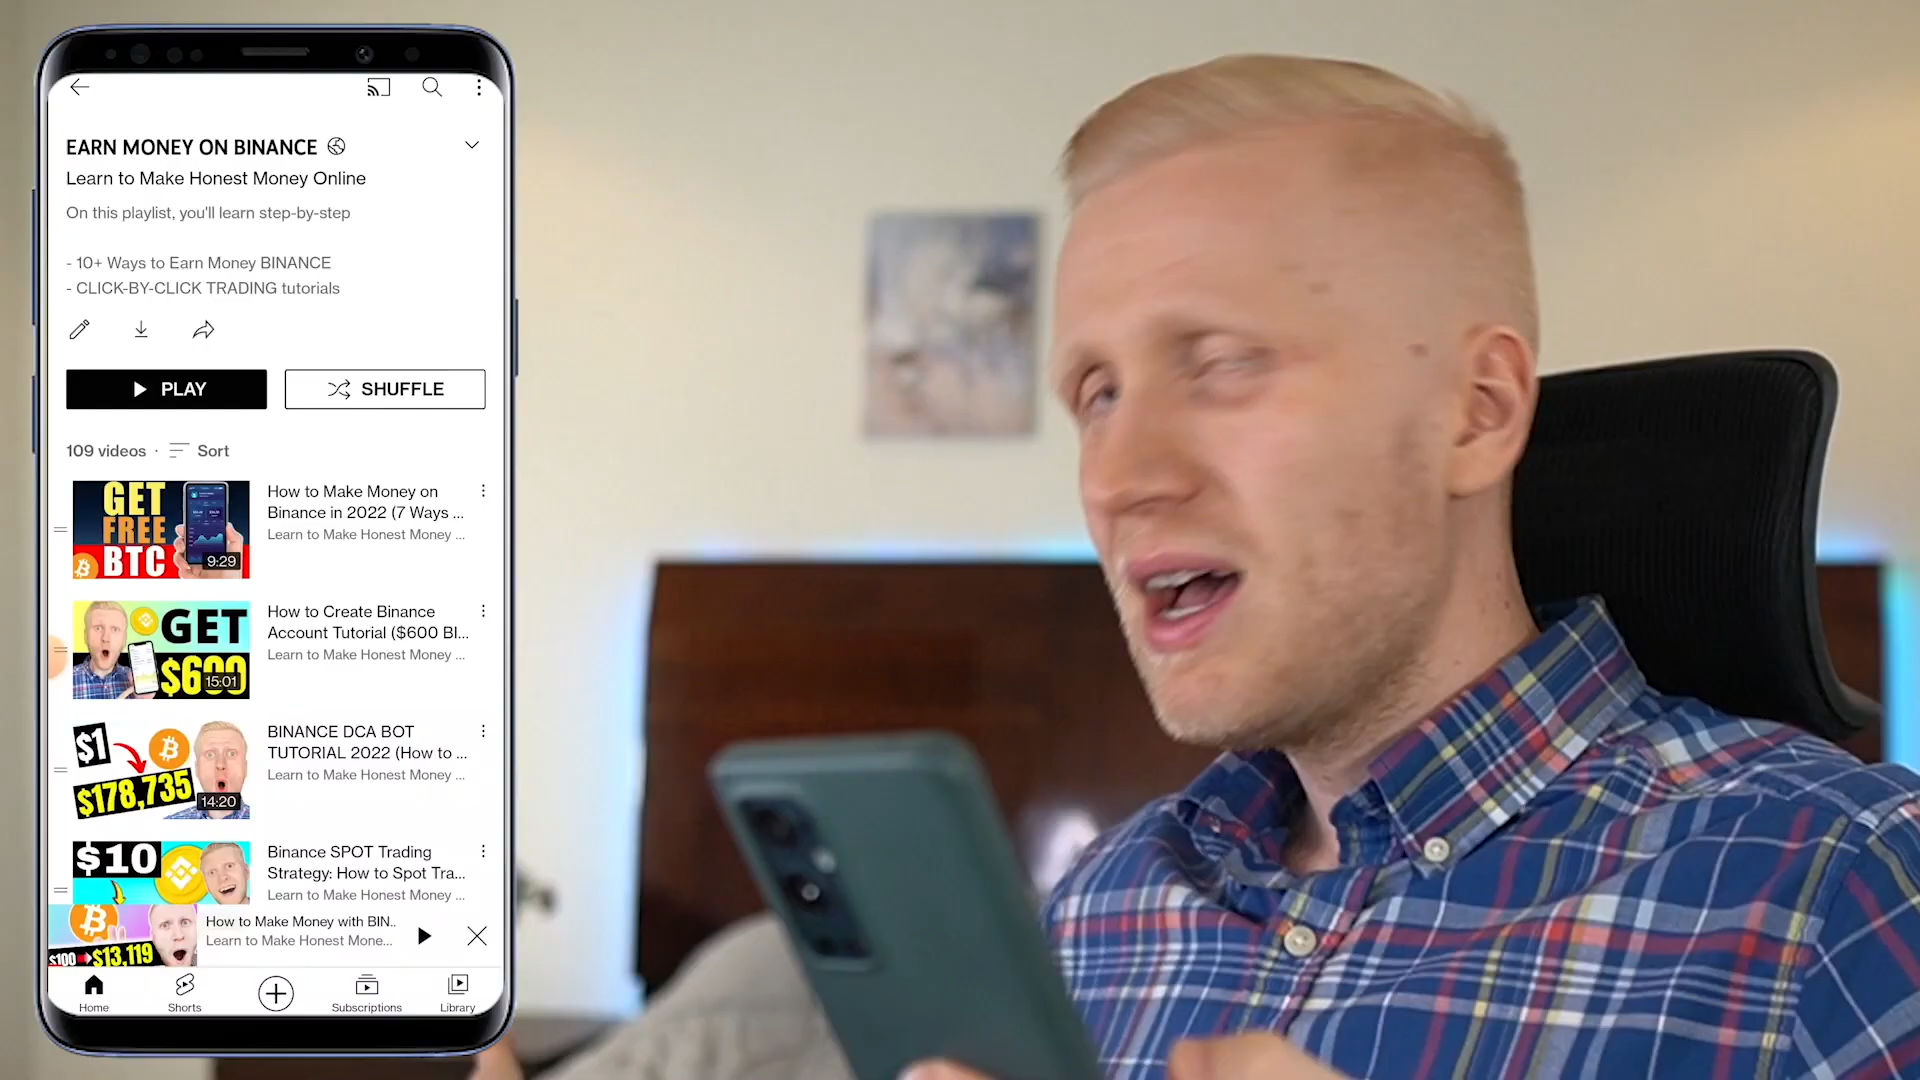 EARN MONEY ON BINANCE
Learn to Make Honest Money Online
On this playlist, you'll learn step-by-step
- 10+ Ways to Earn Money BINANCE
- CLICK-BY-CLICK TRADING tutorials
PLAY
SHUFFLE
109 videos · Sort
GET
FREE
BTC
9:29
How to Make Money on
Binance in 2022 (7 Ways ...
Learn to Make Honest Money ...
GET
$600
15:01
How to Create Binance
Account Tutorial ($600 BI...
Learn to Make Honest Money ...
$1
$178,735
14:20
BINANCE DCA BOT
TUTORIAL 2022 (How to ...
Learn to Make Honest Money ...
$10
Binance SPOT Trading
Strategy: How to Spot Tra...
Learn to Make Honest Money ...
$100
$13,119
How to Make Money with BIN..
Learn to Make Honest Mone...
Home
Shorts
Subscriptions
Library